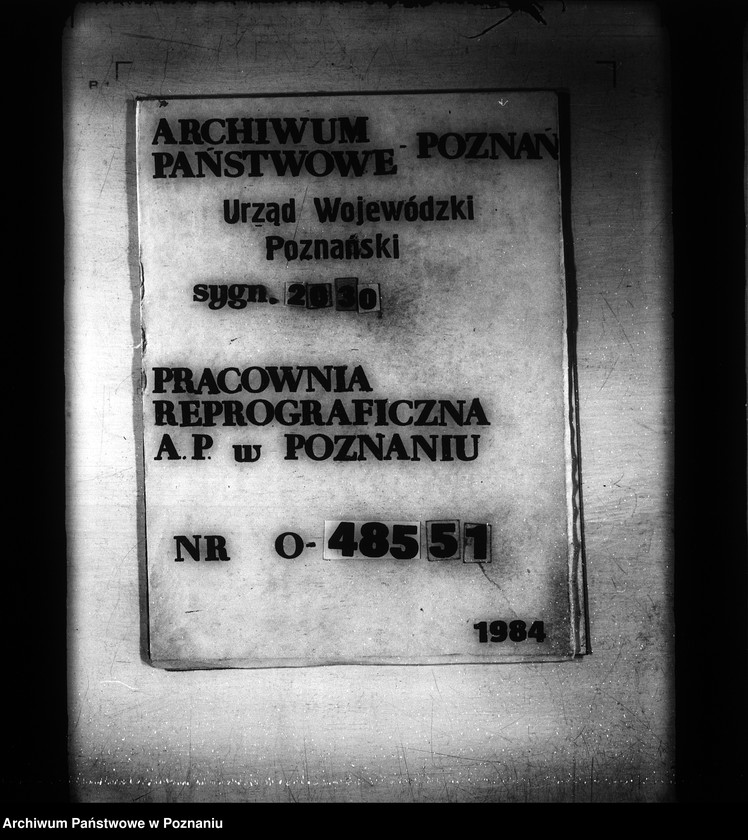 ARCHIWUM
PAŃSTWOWE - POZNAŃ
Urząd Wojewódzki
Poznański
sygn. 2030
PRACOWNIA
REPROGRAFICZNA
A.P. w POZNANIU
NR O-48551
1984
Archiwum Państwowe w Poznaniu